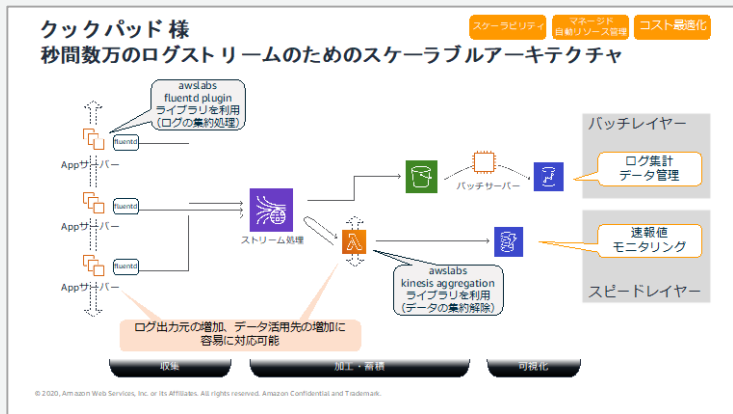 クックパッド 様
秒間数万のログストリームのためのスケーラブルアーキテクチャ
スケーラビリティ
マネージド
自動リソース管理
コスト最適化
awslabs
fluentd plugin
ライブラリを利用
(ログの集約処理)
fluentd
Appサーバー
fluentd
Appサーバー
fluentd
Appサーバー
ストリーム処理
バッチサーバー
バッチレイヤー
ログ集計
データ管理
速報値
モニタリング
スピードレイヤー
awslabs
kinesis aggregation
ライブラリを利用
(データの集約解除)
ログ出力元の増加、データ活用先の増加に
容易に対応可能
収集
加工・蓄積
可視化
© 2020, Amazon Web Services, Inc. or its Affiliates. All rights reserved. Amazon Confidential and Trademark.